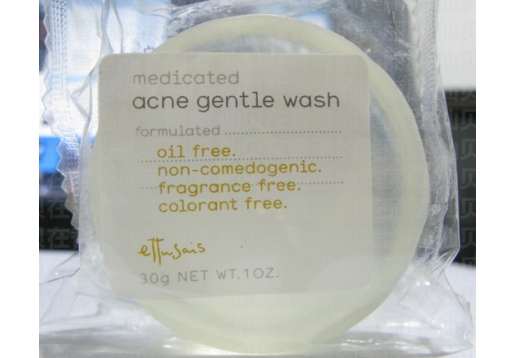 medicated
acne gentle wash
formulated
oil free.
non-comedogenic.
fragrance free.
colorant free.
ettusais
30g NET WT.1OZ.